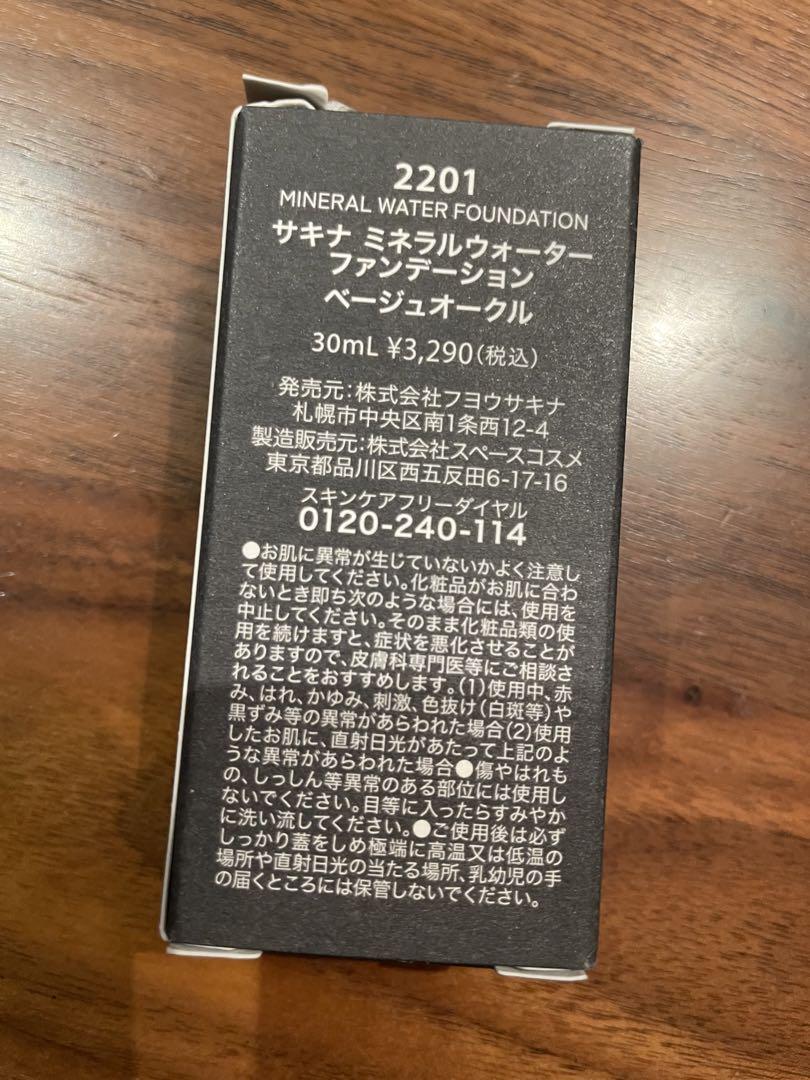 2201
MINERAL WATER FOUNDATION
サキナ ミネラルウォーター
ファンデーション
ベージュオークル
30mL ¥3,290(税込)
発売元:株式会社フヨウサキナ
札幌市中央区南1条西12-4
製造販売元:株式会社スペースコスメ
東京都品川区西五反田6-17-16
スキンケアフリーダイヤル
0120-240-114
●お肌に異常が生じていないかよく注意し
て使用してください。化粧品がお肌に合わ
ないとき即ち次のような場合には、使用を
中止してください。そのまま化粧品類の使
用を続けますと、症状を悪化させることが
ありますので、皮膚科専門医等にご相談さ
れることをおすすめします。(1)使用中、赤
み、はれ、かゆみ、刺激、色抜け(白斑等)や
黒ずみ等の異常があらわれた場合(2)使用
したお肌に、直射日光があたって上記のよ
うな異常があらわれた場合●傷やはれも
の、しっしん等異常のある部位には使用し
ないでください。目等に入ったらすみやか
に洗い流してください。●ご使用後は必ず
しっかり蓋をしめ極端に高温又は低温の
場所や直射日光の当たる場所、乳幼児の手
の届くところには保管しないでください。